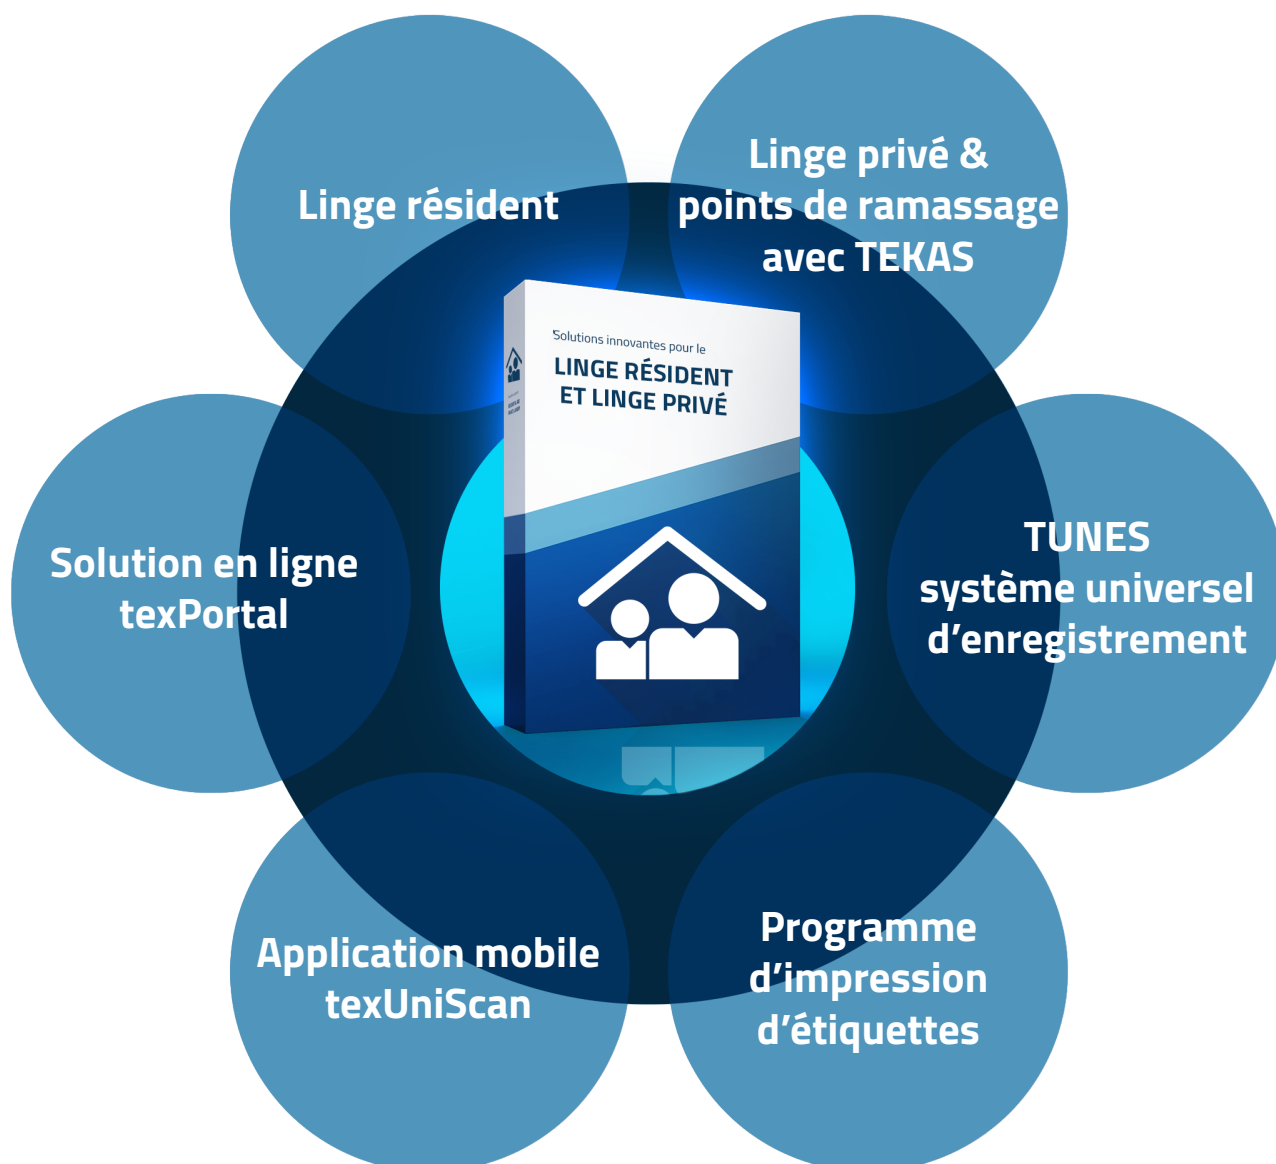 Linge résident
Linge privé &
points de ramassage
avec TEKAS
Solutions innovantes pour le
LINGE RÉSIDENT
ET LINGE PRIVÉ
Solution en ligne
texPortal
TUNES
système universel
d’enregistrement
Application mobile
texUniScan
Programme
d’impression
d’étiquettes